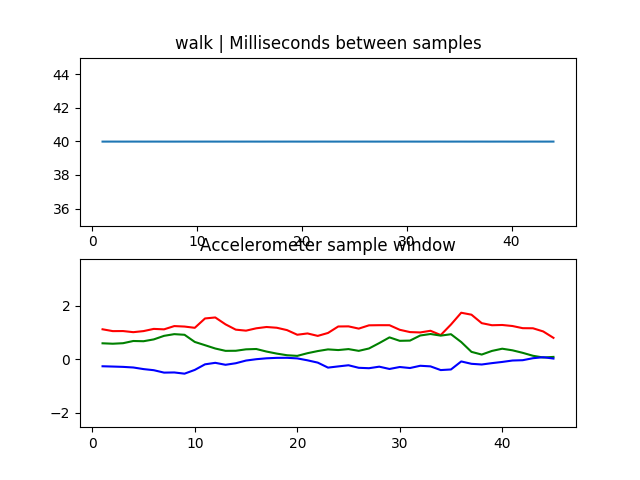 walk | Milliseconds between samples
44
42
40
38
36
0 10 20 30 40
Accelerometer sample window
2
0
−2
0 10 20 30 40